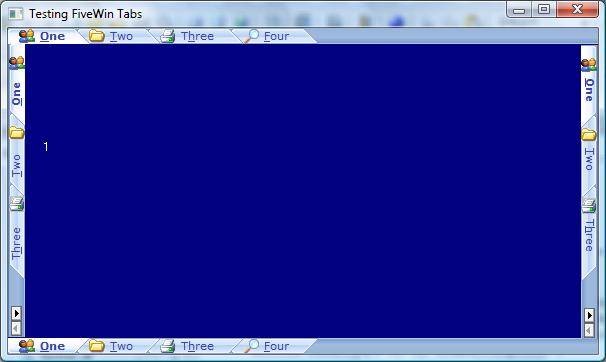 Testing FiveWin Tabs
One Two Three Four
One
Two
Three
1
One
Two
Three
One Two Three Four